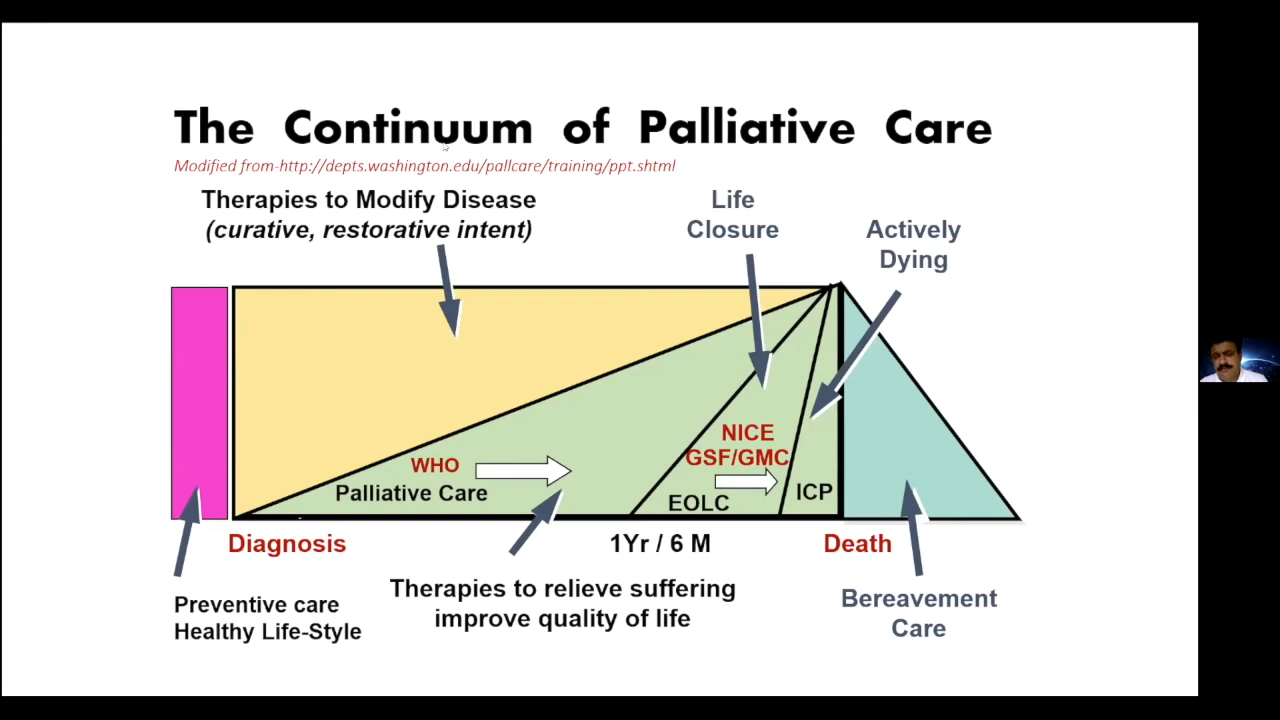 The Continuum of Palliative Care
Modified from-http://depts.washington.edu/pallcare/training/ppt.shtml
Therapies to Modify Disease
(curative, restorative intent)
Life
Closure
Actively
Dying
WHO
Palliative Care
NICE
GSF/GMC
EOLC
ICP
Diagnosis
1Yr / 6 M
Death
Preventive care
Healthy Life-Style
Therapies to relieve suffering
improve quality of life
Bereavement
Care